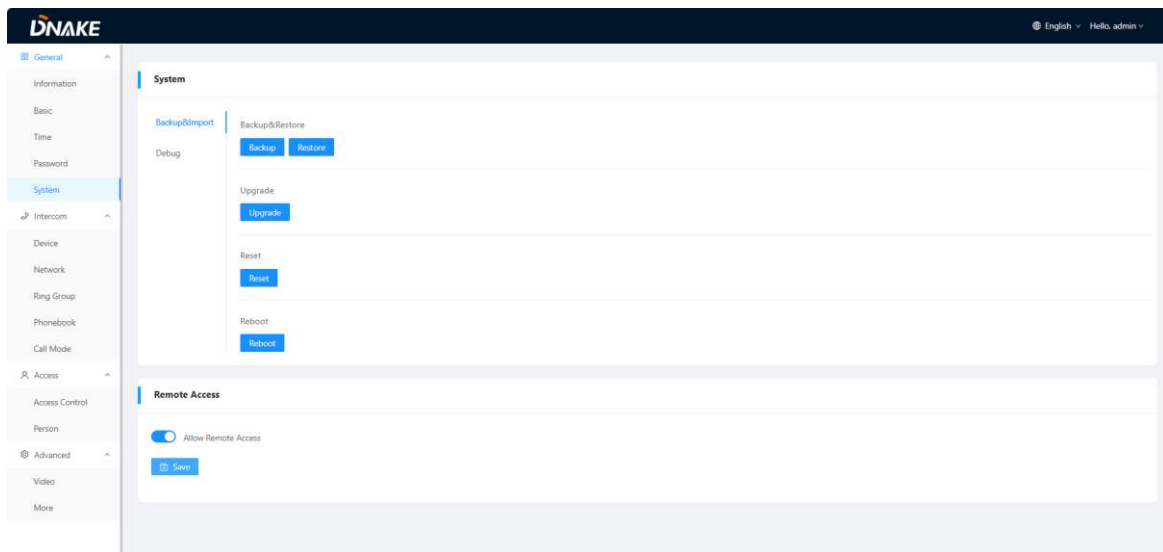 DNAKE
English
Hello, admin
General
Information
Basic
Time
Password
System
Intercom
Device
Network
Ring Group
Phonebook
Call Mode
Access
Access Control
Person
Advanced
Video
More
System
Backup&Import
Debug
Backup&Restore
Backup Restore
Upgrade
Upgrade
Reset
Reset
Reboot
Reboot
Remote Access
Allow Remote Access
Save